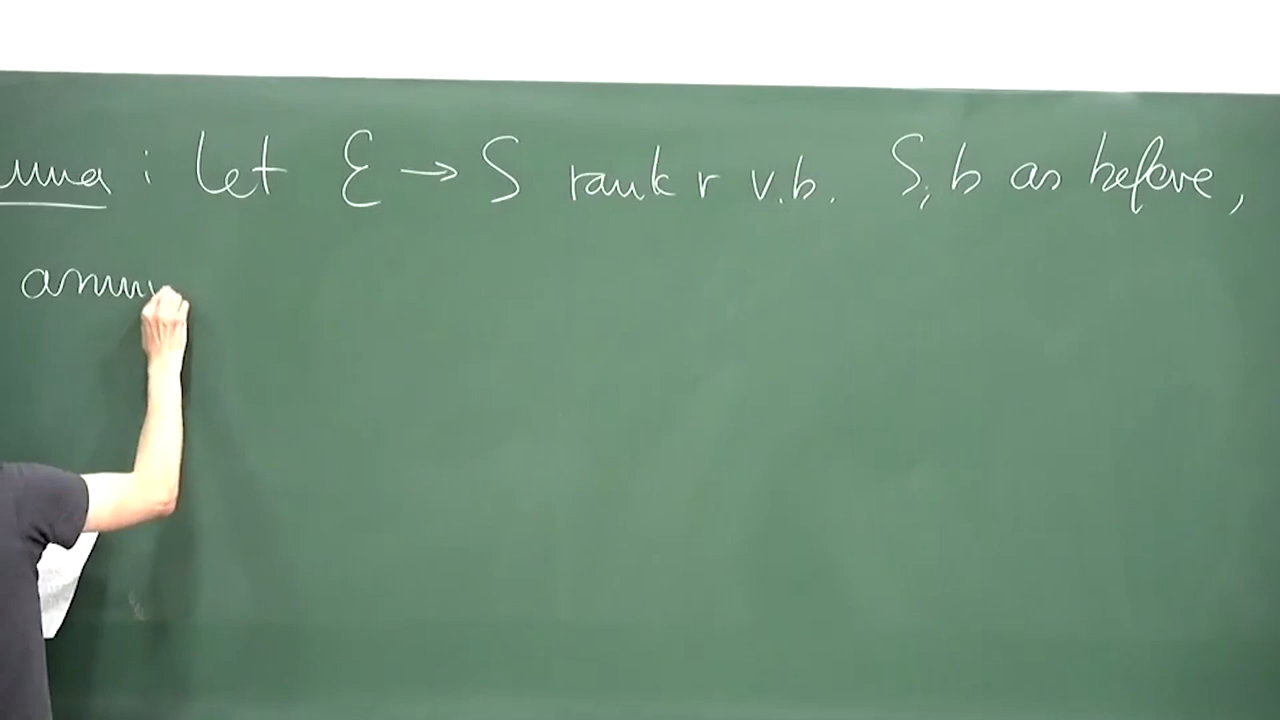 mma : Let ℰ → S rank r v.b. S, b as before,
assum